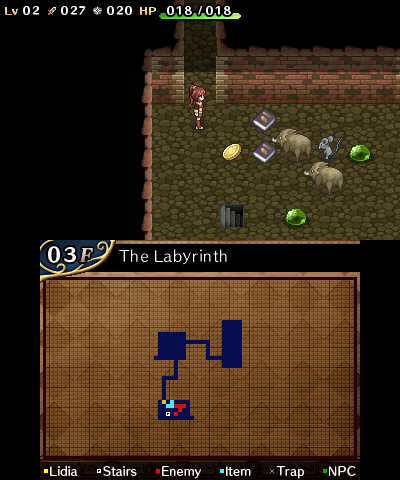 Lv 02 027 020 HP 018/018
03F The Labyrinth
Lidia Stairs Enemy Item Trap NPC